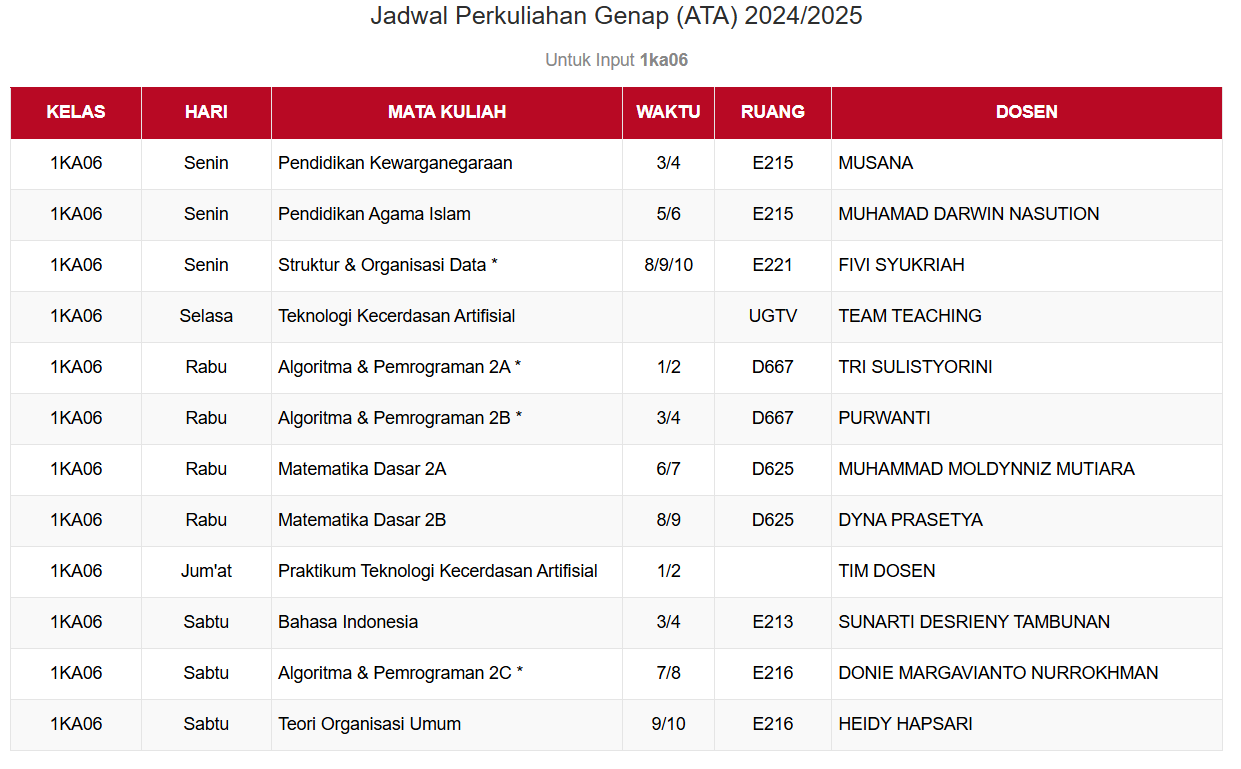 Jadwal Perkuliahan Genap (ATA) 2024/2025
Untuk Input 1ka06
KELAS HARI MATA KULIAH WAKTU RUANG DOSEN
1KA06 Senin Pendidikan Kewarganegaraan 3/4 E215 MUSANA
1KA06 Senin Pendidikan Agama Islam 5/6 E215 MUHAMAD DARWIN NASUTION
1KA06 Senin Struktur & Organisasi Data * 8/9/10 E221 FIVI SYUKRIAH
1KA06 Selasa Teknologi Kecerdasan Artifisial UGTV TEAM TEACHING
1KA06 Rabu Algoritma & Pemrograman 2A * 1/2 D667 TRI SULISTYORINI
1KA06 Rabu Algoritma & Pemrograman 2B * 3/4 D667 PURWANTI
1KA06 Rabu Matematika Dasar 2A 6/7 D625 MUHAMMAD MOLDYNNIZ MUTIARA
1KA06 Rabu Matematika Dasar 2B 8/9 D625 DYNA PRASETYA
1KA06 Jum'at Praktikum Teknologi Kecerdasan Artifisial 1/2 TIM DOSEN
1KA06 Sabtu Bahasa Indonesia 3/4 E213 SUNARTI DESRIENY TAMBUNAN
1KA06 Sabtu Algoritma & Pemrograman 2C * 7/8 E216 DONIE MARGAVIANTO NURROKHMAN
1KA06 Sabtu Teori Organisasi Umum 9/10 E216 HEIDY HAPSARI